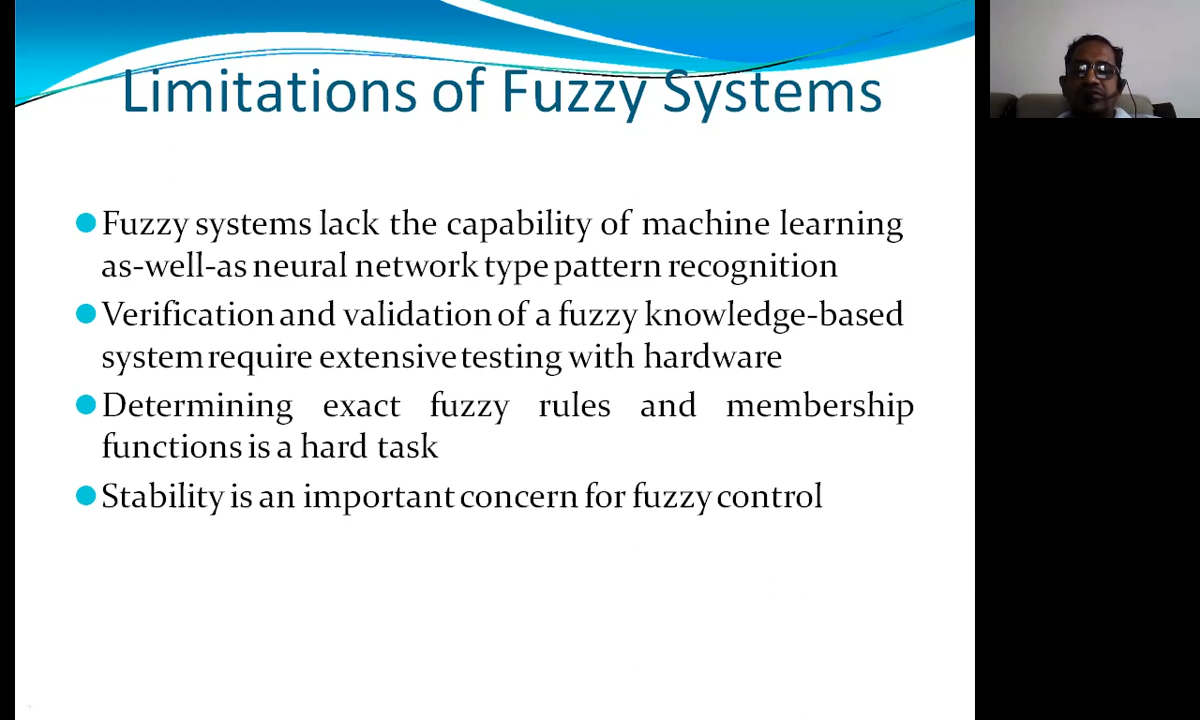 Limitations of Fuzzy Systems
Fuzzy systems lack the capability of machine learning
as-well-as neural network type pattern recognition
Verification and validation of a fuzzy knowledge-based
system require extensive testing with hardware
Determining exact fuzzy rules and membership
functions is a hard task
Stability is an important concern for fuzzy control